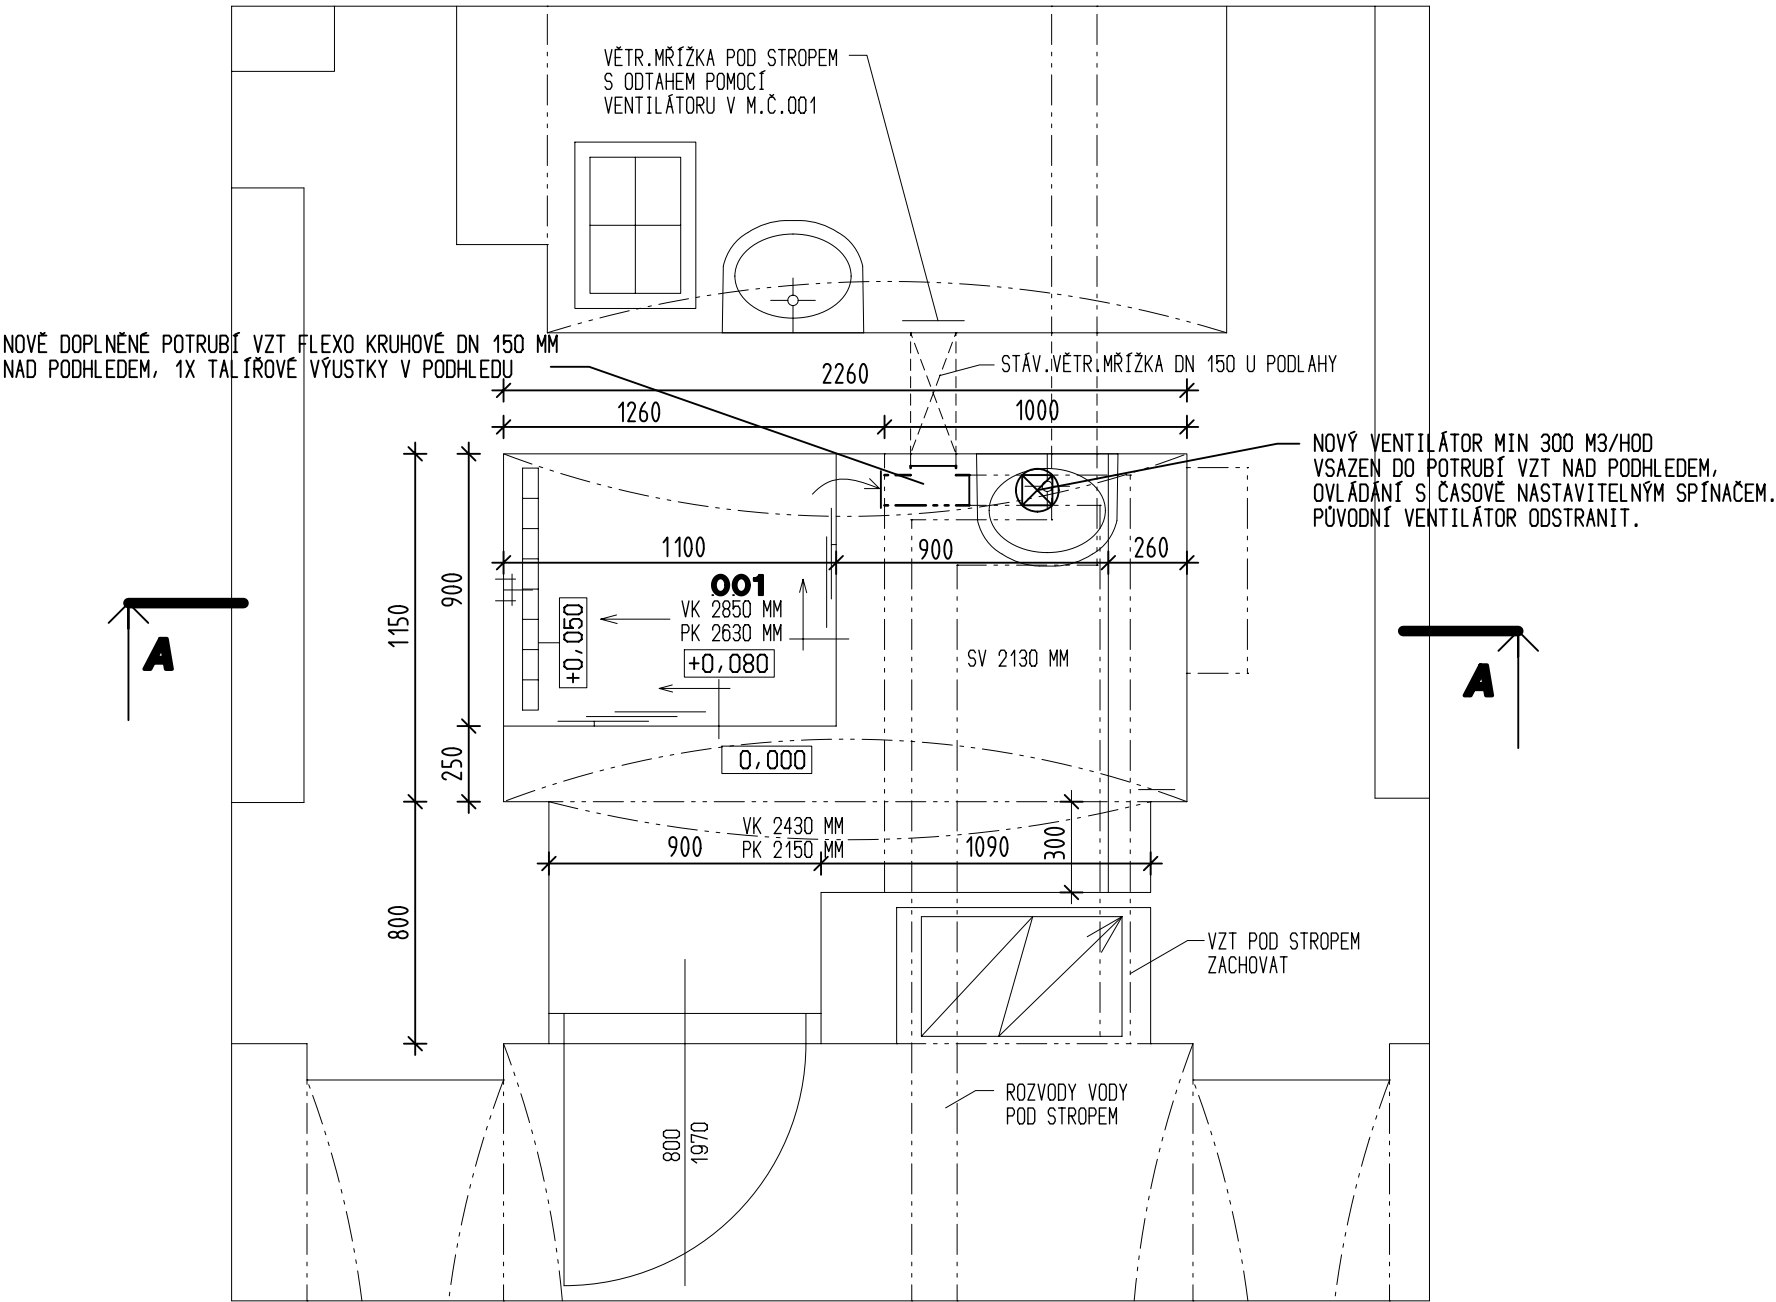 VĚTR.MŘÍŽKA POD STROPEM
S ODTAHEM POMOCÍ
VENTILÁTORU V M.Č.001
NOVĚ DOPLNĚNÉ POTRUBÍ VZT FLEXO KRUHOVÉ DN 150 MM
NAD PODHLEDEM, 1X TALÍŘOVÉ VÝUSTKY V PODHLEDU
STÁV.VĚTR.MŘÍŽKA DN 150 U PODLAHY
2260
1260
1000
NOVÝ VENTILÁTOR MIN 300 M3/HOD
VSAZEN DO POTRUBÍ VZT NAD PODHLEDEM,
OVLÁDÁNÍ S ČASOVĚ NASTAVITELNÝM SPÍNAČEM.
PŮVODNÍ VENTILÁTOR ODSTRANIT.
1100
900
260
001
VK 2850 MM
PK 2630 MM
+0,080
+0,050
900
1150
SV 2130 MM
A
A
250
0,000
VK 2430 MM
PK 2150 MM
900
1090
300
800
VZT POD STROPEM
ZACHOVAT
ROZVODY VODY
POD STROPEM
800
1970